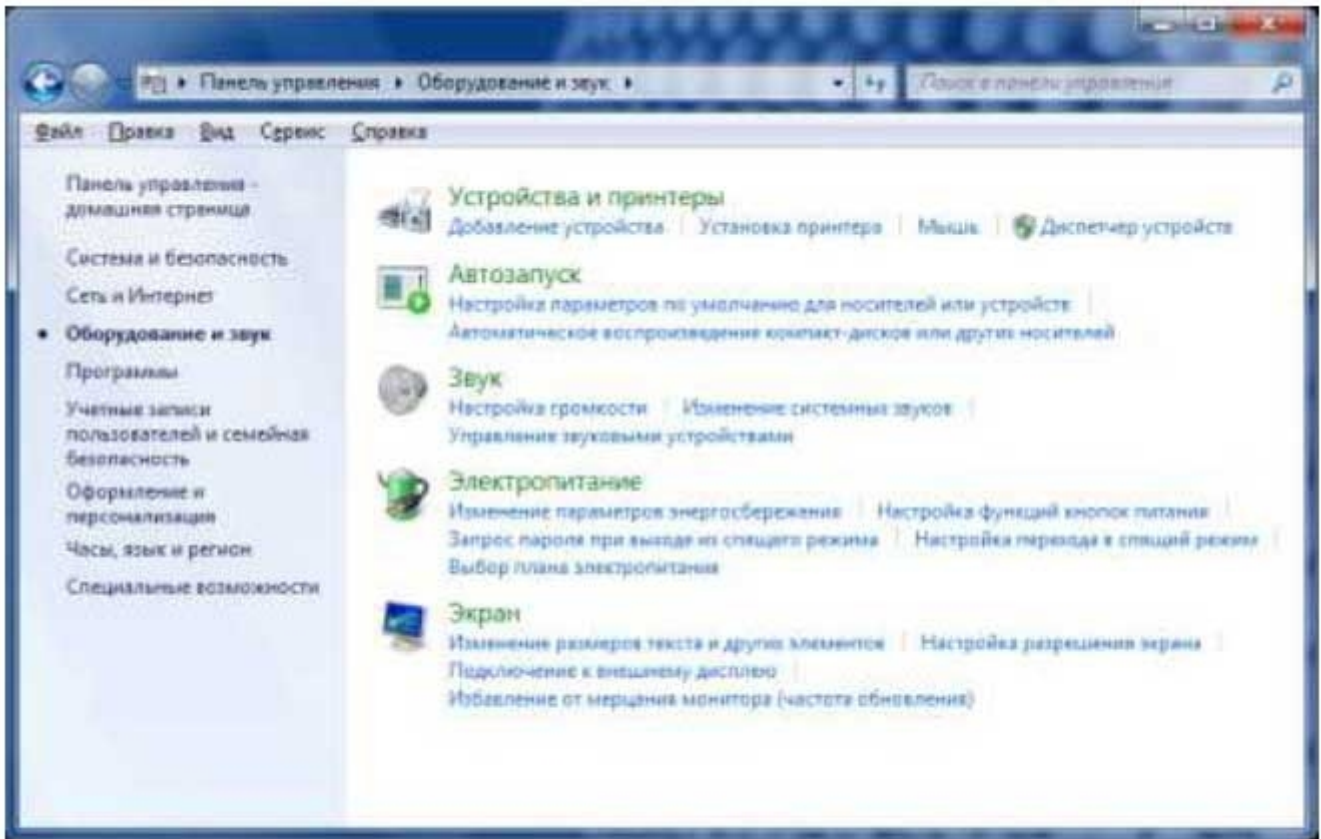 Панель управления ▸ Оборудование и звук ▸
Поиск в панели управления
Файл Правка Вид Сервис Справка
Панель управления -
домашняя страница
Система и безопасность
Сеть и Интернет
Оборудование и звук
Программы
Учетные записи
пользователей и семейная
безопасность
Оформление и
персонализация
Часы, язык и регион
Специальные возможности
Устройства и принтеры
Добавление устройства Установка принтера Мышь Диспетчер устройств
Автозапуск
Настройка параметров по умолчанию для носителей или устройств
Автоматическое воспроизведение компакт-дисков или других носителей
Звук
Настройка громкости Изменение системных звуков
Управление звуковыми устройствами
Электропитание
Изменение параметров энергосбережения Настройка функций кнопок питания
Запрос пароля при выходе из спящего режима Настройка перехода в спящий режим
Выбор плана электропитания
Экран
Изменение размеров текста и других элементов Настройка разрешения экрана
Подключение к внешнему дисплею
Избавление от мерцания монитора (частота обновления)